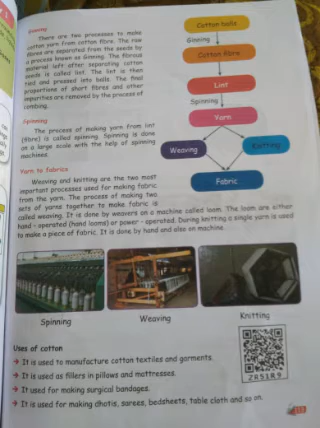 Ginning
There are two processes to make
cotton yarn from cotton fibre. The raw
fibres are separated from the seeds by
a process known as Ginning. The fibrous
material left after separating cotton
seeds is called lint. The lint is then
tied and pressed into bales. The final
proportions of short fibres and other
impurities are removed by the process of
combing.
Spinning
The process of making yarn from lint
(fibre) is called spinning. Spinning is done
on a large scale with the help of spinning
machines.
Yarn to fabrics
Weaving and knitting are the two most
important processes used for making fabric
from the yarn. The process of making two
sets of yarns together to make fabric is
called weaving. It is done by weavers on a machine called loom. The loom are either
hand - operated (hand looms) or power - operated. During knitting a single yarn is used
to make a piece of fabric. It is done by hand and also on machine.
Cotton balls
Ginning
Cotton fibre
Lint
Spinning
Yarn
Weaving
Knitting
Fabric
Spinning
Weaving
Knitting
Uses of cotton
It is used to manufacture cotton textiles and garments.
It is used as fillers in pillows and mattresses.
It used for making surgical bandages.
It is used for making dhotis, sarees, bedsheets, table cloth and so on.